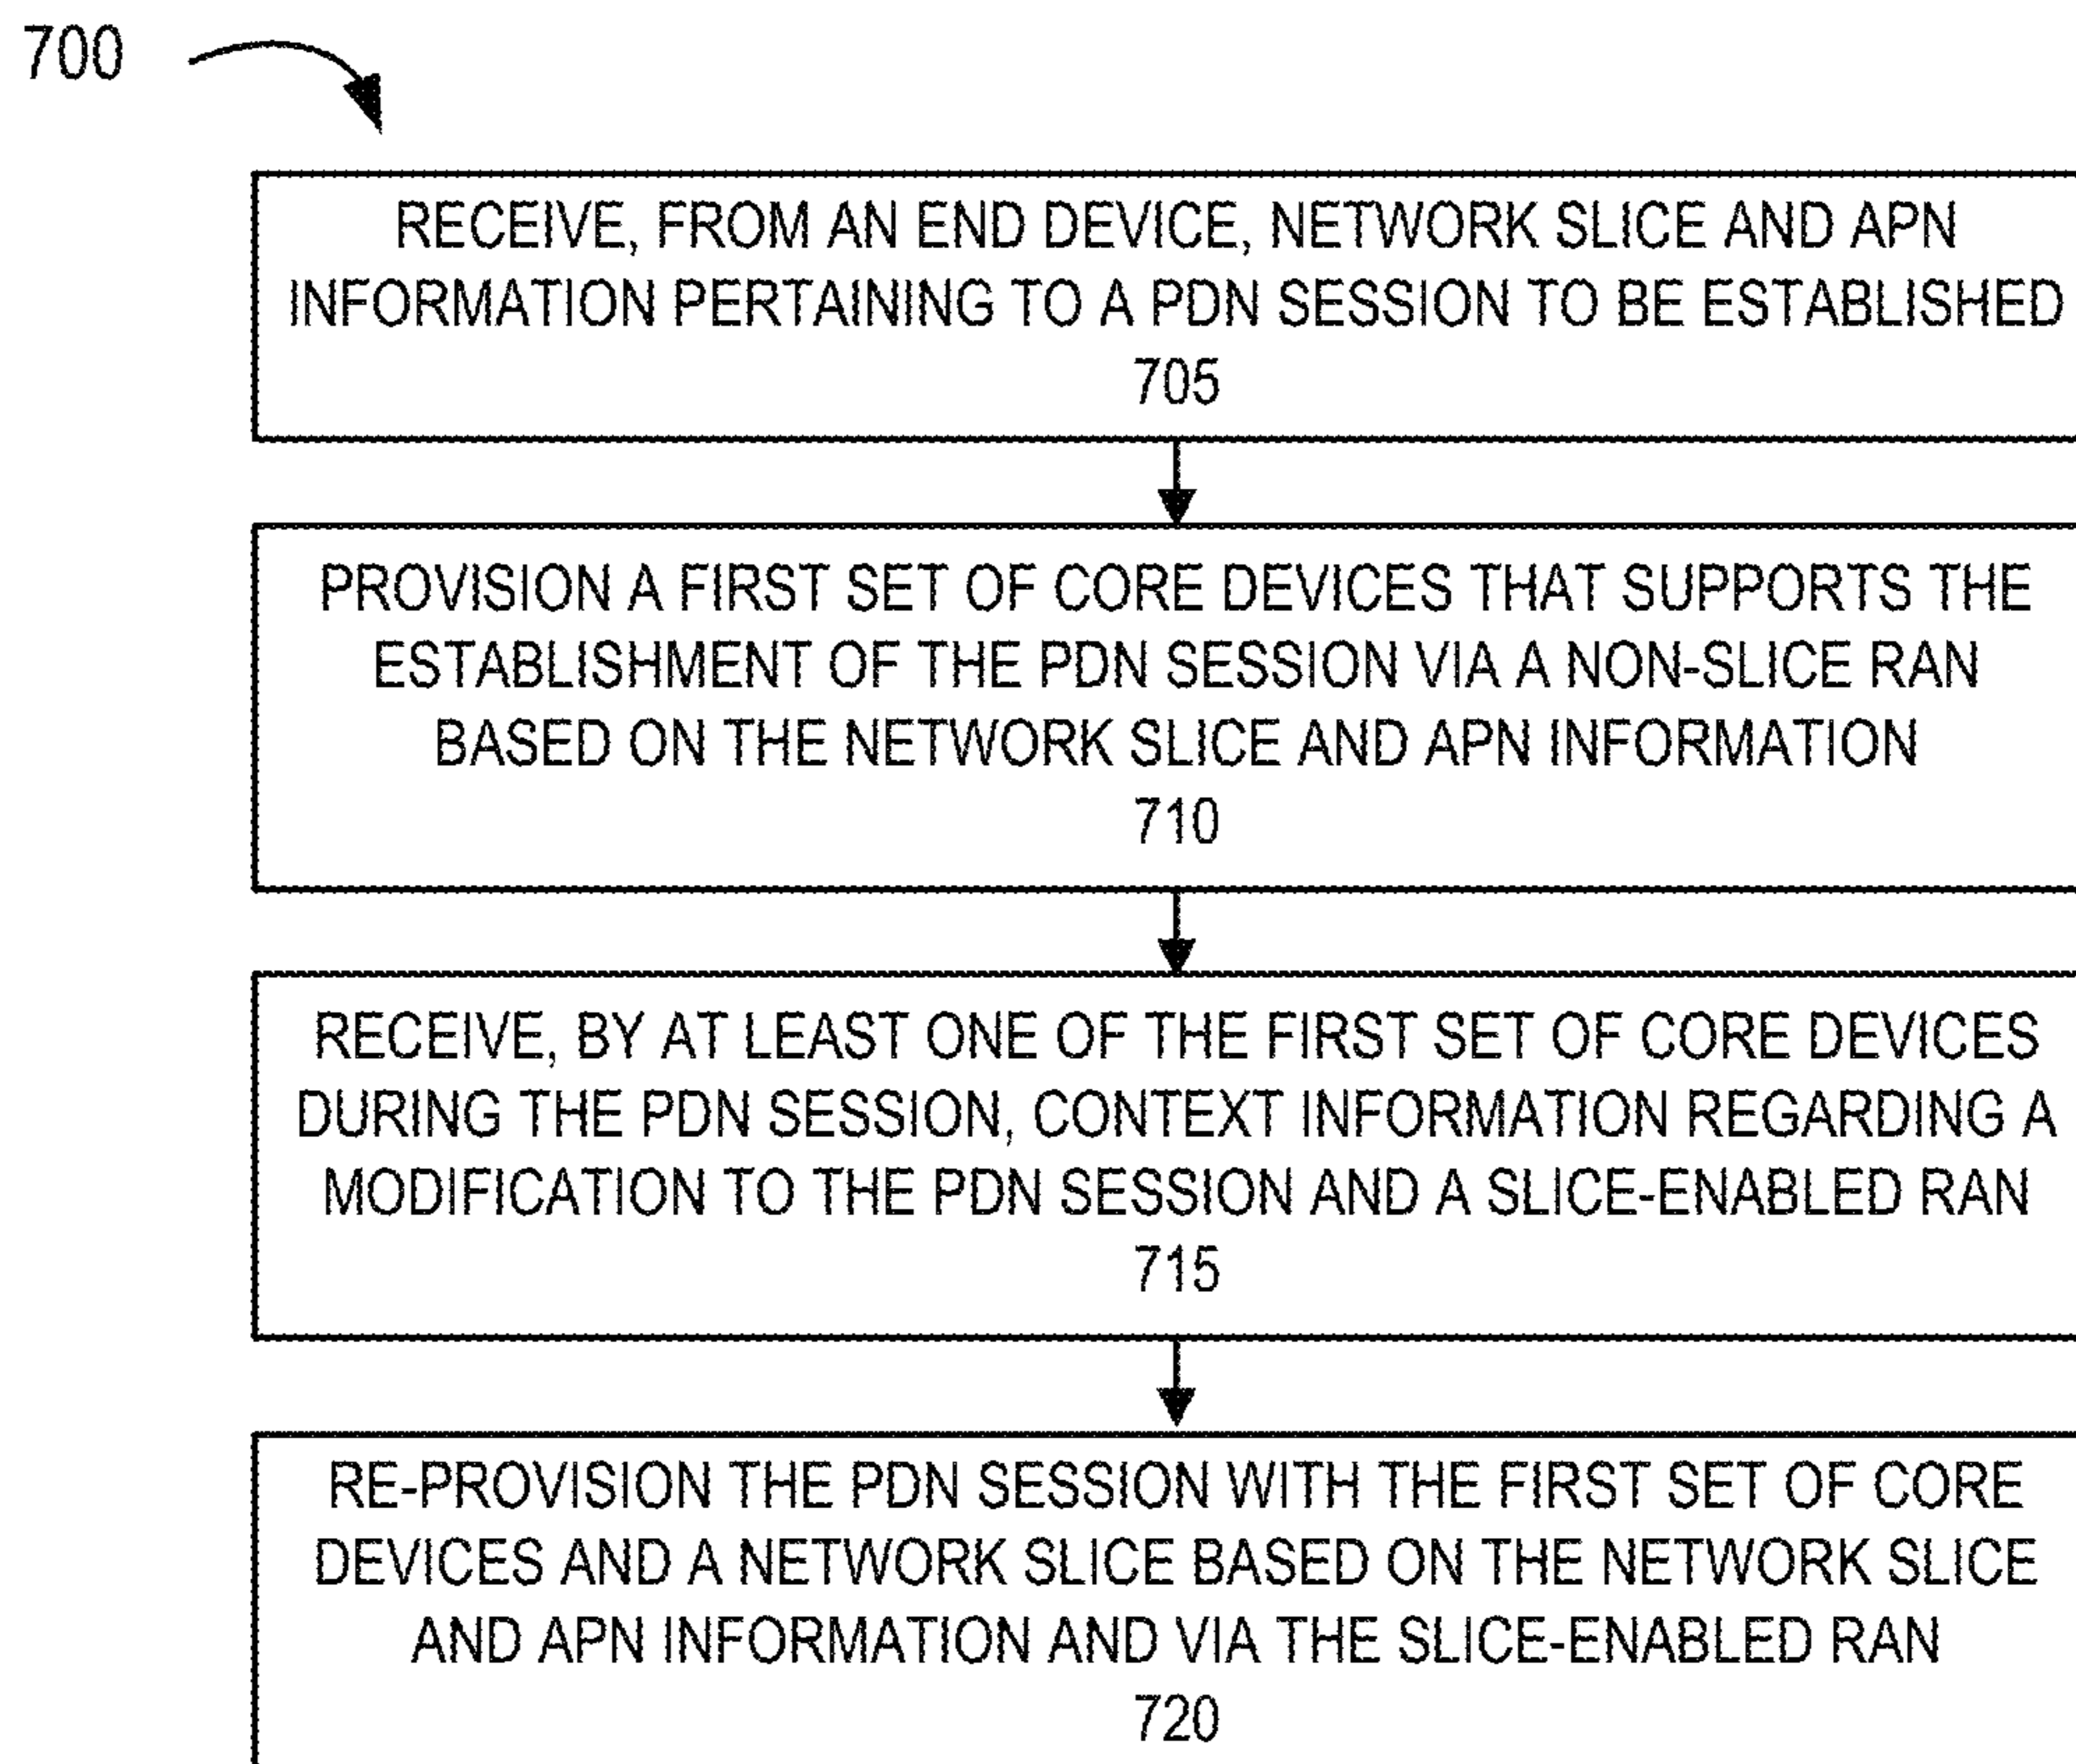 700
RECEIVE, FROM AN END DEVICE, NETWORK SLICE AND APN
INFORMATION PERTAINING TO A PDN SESSION TO BE ESTABLISHED
705
PROVISION A FIRST SET OF CORE DEVICES THAT SUPPORTS THE
ESTABLISHMENT OF THE PDN SESSION VIA A NON-SLICE RAN
BASED ON THE NETWORK SLICE AND APN INFORMATION
710
RECEIVE, BY AT LEAST ONE OF THE FIRST SET OF CORE DEVICES
DURING THE PDN SESSION, CONTEXT INFORMATION REGARDING A
MODIFICATION TO THE PDN SESSION AND A SLICE-ENABLED RAN
715
RE-PROVISION THE PDN SESSION WITH THE FIRST SET OF CORE
DEVICES AND A NETWORK SLICE BASED ON THE NETWORK SLICE
AND APN INFORMATION AND VIA THE SLICE-ENABLED RAN
720